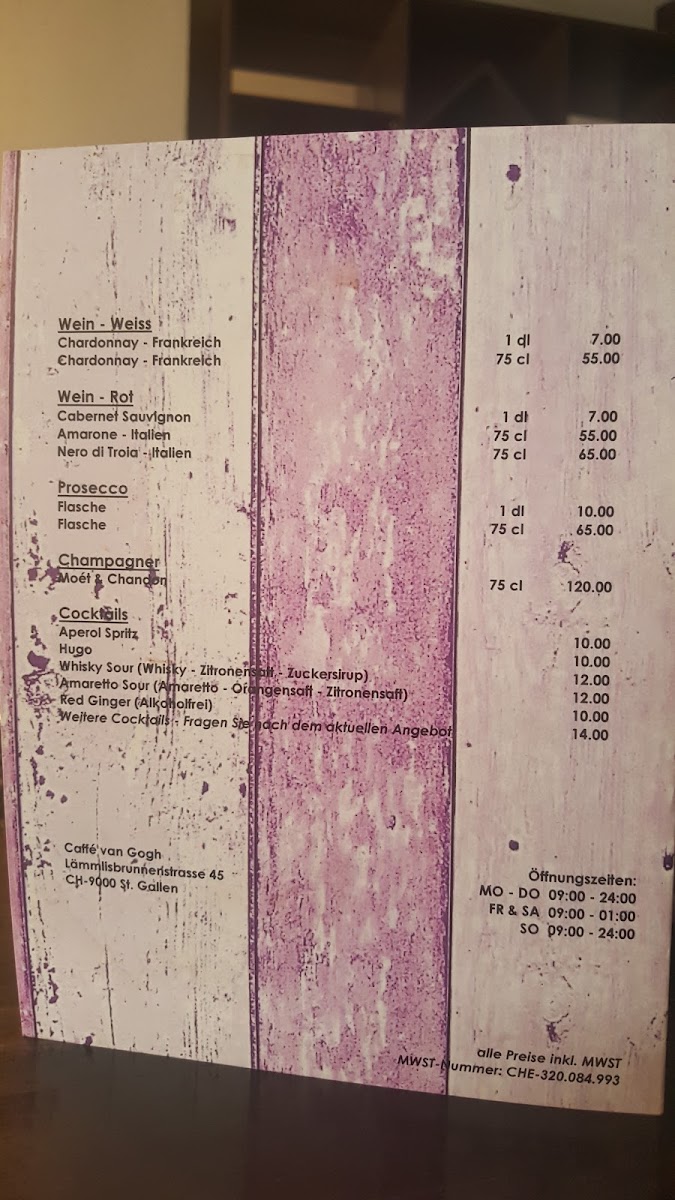 Wein - Weiss
Chardonnay - Frankreich 1 dl 7.00
Chardonnay - Frankreich 75 cl 55.00
Wein - Rot
Cabernet Sauvignon 1 dl 7.00
Amarone - Italien 75 cl 55.00
Nero di Troia - Italien 75 cl 65.00
Prosecco
Flasche 1 dl 10.00
Flasche 75 cl 65.00
Champagner
Moét & Chandon 75 cl 120.00
Cocktails
Aperol Spritz 10.00
Hugo 10.00
Whisky Sour (Whisky - Zitronensaft - Zuckersirup) 12.00
Amaretto Sour (Amaretto - Orangensaft - Zitronensaft) 12.00
Red Ginger (Alkoholfrei) 10.00
Weitere Cocktails - Fragen Sie nach dem aktuellen Angebot 14.00
Caffé van Gogh
Lämmlisbrunnenstrasse 45
CH-9000 St. Gallen
Öffnungszeiten:
MO - DO 09:00 - 24:00
FR & SA 09:00 - 01:00
SO 09:00 - 24:00
alle Preise inkl. MWST
MWST-Nummer: CHE-320.084.993